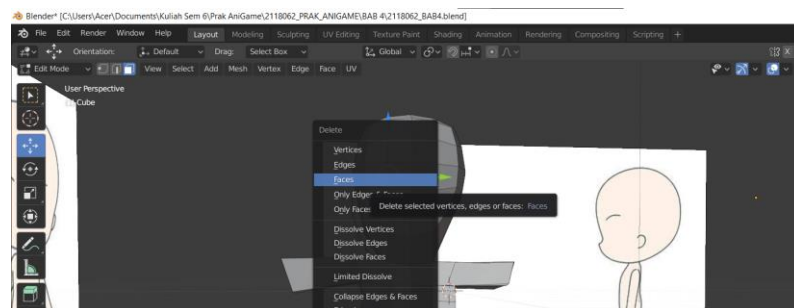 Blender* [C:\Users\Acer\Documents\Kuliah Sem 6\Prak AniGame\2118062_PRAK_ANIGAME\BAB 4\2118062_BAB4.blend]
File Edit Render Window Help Layout Modeling Sculpting UV Editing Texture Paint Shading Animation Rendering Compositing Scripting +
Orientation: Default Drag: Select Box Global
Edit Mode View Select Add Mesh Vertex Edge Face UV
User Perspective
Cube
Delete
Vertices
Edges
Faces
Only Edges & Faces
Only Faces
Delete selected vertices, edges or faces: Faces
Dissolve Vertices
Dissolve Edges
Dissolve Faces
Limited Dissolve
Collapse Edges & Faces